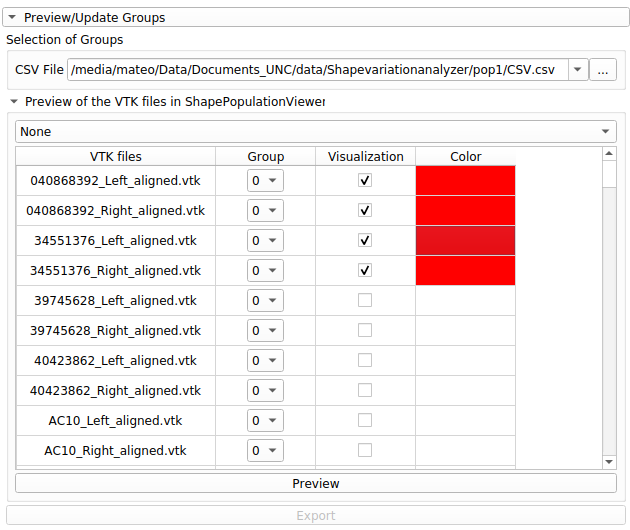 Preview/Update Groups
Selection of Groups
CSV File /media/mateo/Data/Documents_UNC/data/Shapevariationanalyzer/pop1/CSV.csv ...
Preview of the VTK files in ShapePopulationViewer
None
VTK files Group Visualization Color
040868392_Left_aligned.vtk 0
040868392_Right_aligned.vtk 0
34551376_Left_aligned.vtk 0
34551376_Right_aligned.vtk 0
39745628_Left_aligned.vtk 0
39745628_Right_aligned.vtk 0
40423862_Left_aligned.vtk 0
40423862_Right_aligned.vtk 0
AC10_Left_aligned.vtk 0
AC10_Right_aligned.vtk 0
Preview
Export